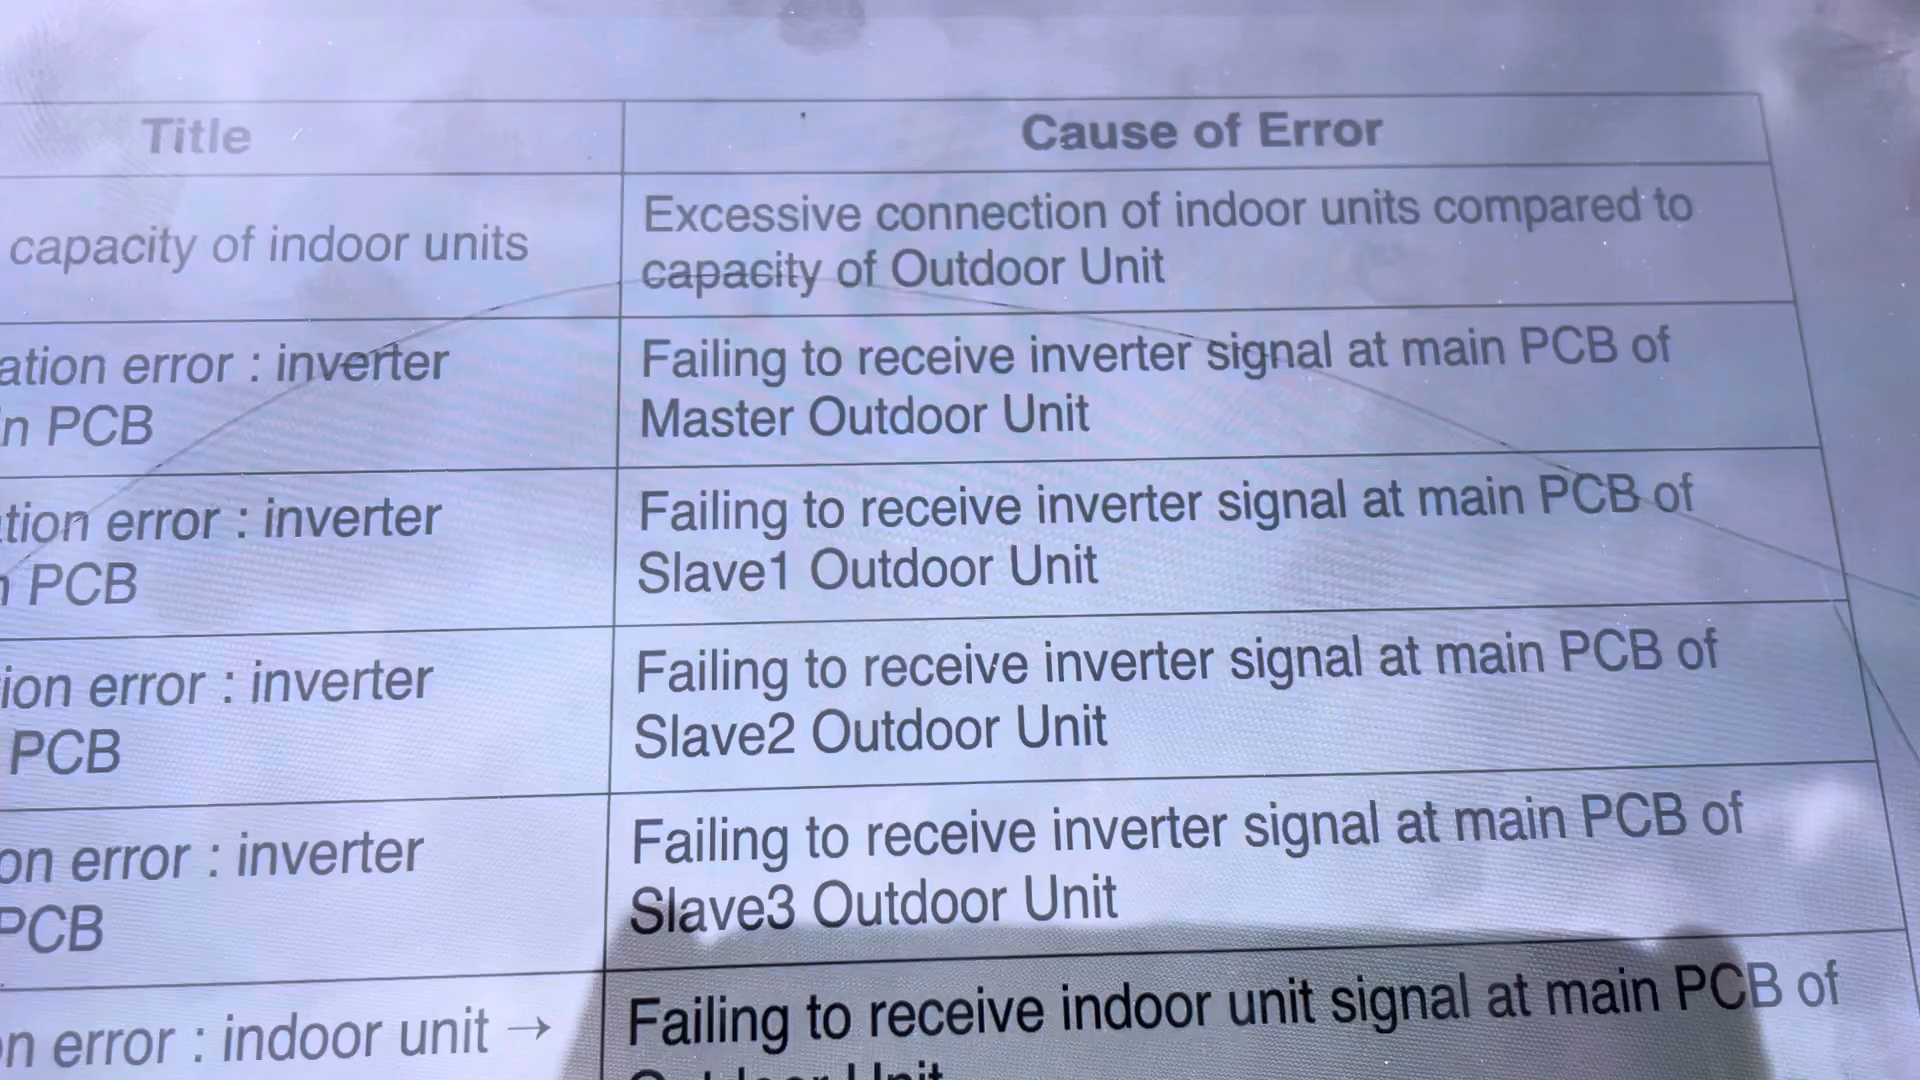 Title
Cause of Error
capacity of indoor units
Excessive connection of indoor units compared to
capacity of Outdoor Unit
error : inverter
PCB
Failing to receive inverter signal at main PCB of
Master Outdoor Unit
error : inverter
PCB
Failing to receive inverter signal at main PCB of
Slave1 Outdoor Unit
error : inverter
PCB
Failing to receive inverter signal at main PCB of
Slave2 Outdoor Unit
error : inverter
PCB
Failing to receive inverter signal at main PCB of
Slave3 Outdoor Unit
error : indoor unit →
Failing to receive indoor unit signal at main PCB of
Outdoor Unit